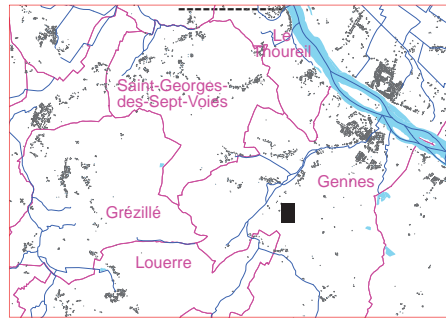 Le
Thoureil
Saint-Georges-
des-Sept-Voies
Gennes
Grézillé
Louerre